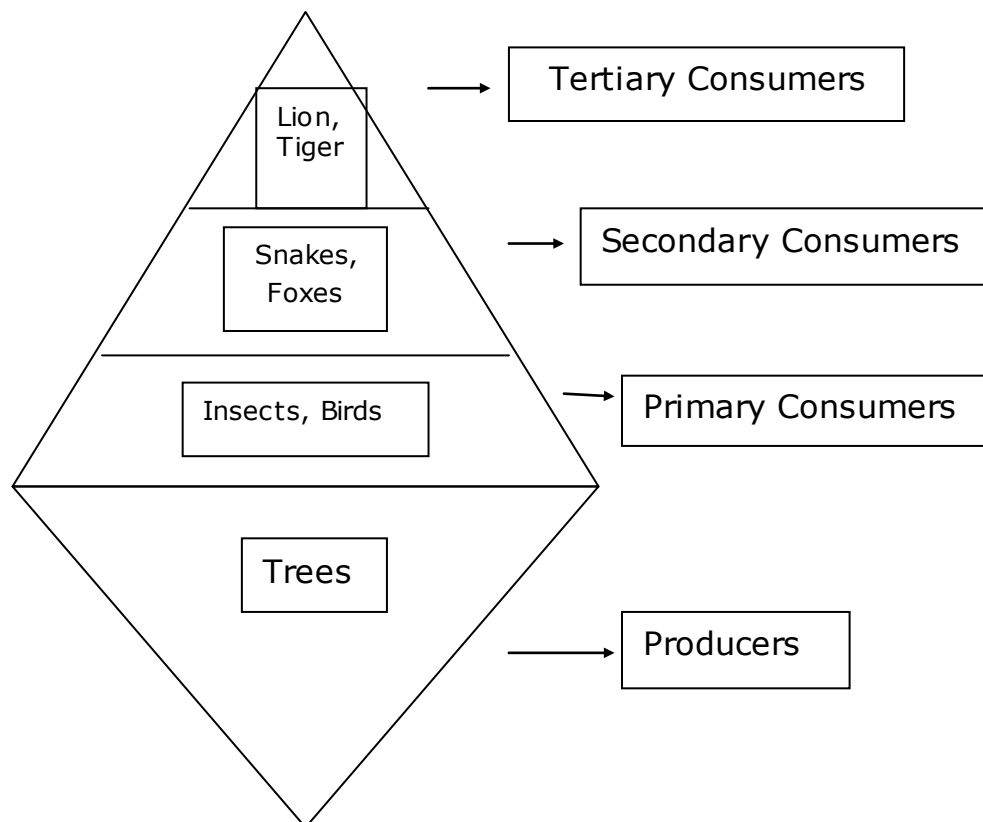 Tertiary Consumers
Lion,
Tiger
Secondary Consumers
Snakes,
Foxes
Primary Consumers
Insects, Birds
Trees
Producers